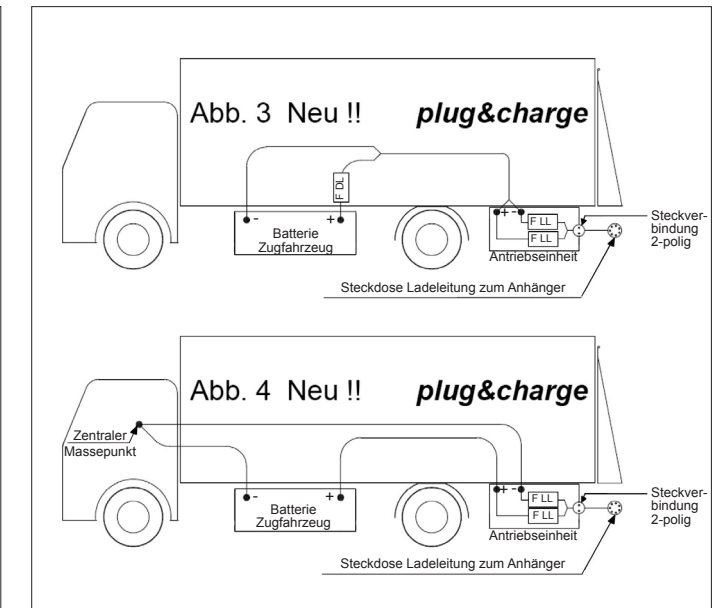 Abb. 3 Neu !! plug&charge
F DL
- +
Batterie
Zugfahrzeug
+ -
F LL
F LL
Antriebseinheit
Steckver-
bindung
2-polig
Steckdose Ladeleitung zum Anhänger
Abb. 4 Neu !! plug&charge
Zentraler
Massepunkt
- +
Batterie
Zugfahrzeug
+ -
F LL
F LL
Antriebseinheit
Steckver-
bindung
2-polig
Steckdose Ladeleitung zum Anhänger